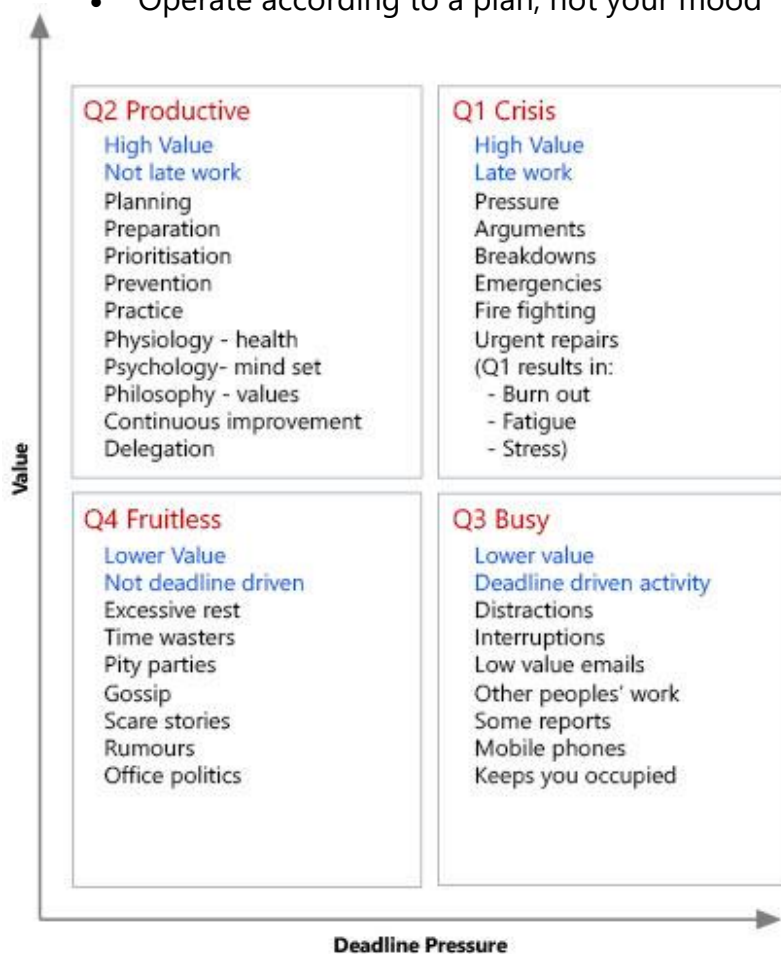 • Operate according to a plan, not your mood
Q2 Productive
High Value
Not late work
Planning
Preparation
Prioritisation
Prevention
Practice
Physiology - health
Psychology- mind set
Philosophy - values
Continuous improvement
Delegation
Q1 Crisis
High Value
Late work
Pressure
Arguments
Breakdowns
Emergencies
Fire fighting
Urgent repairs
(Q1 results in:
- Burn out
- Fatigue
- Stress)
Value
Q4 Fruitless
Lower Value
Not deadline driven
Excessive rest
Time wasters
Pity parties
Gossip
Scare stories
Rumours
Office politics
Q3 Busy
Lower value
Deadline driven activity
Distractions
Interruptions
Low value emails
Other peoples' work
Some reports
Mobile phones
Keeps you occupied
Deadline Pressure